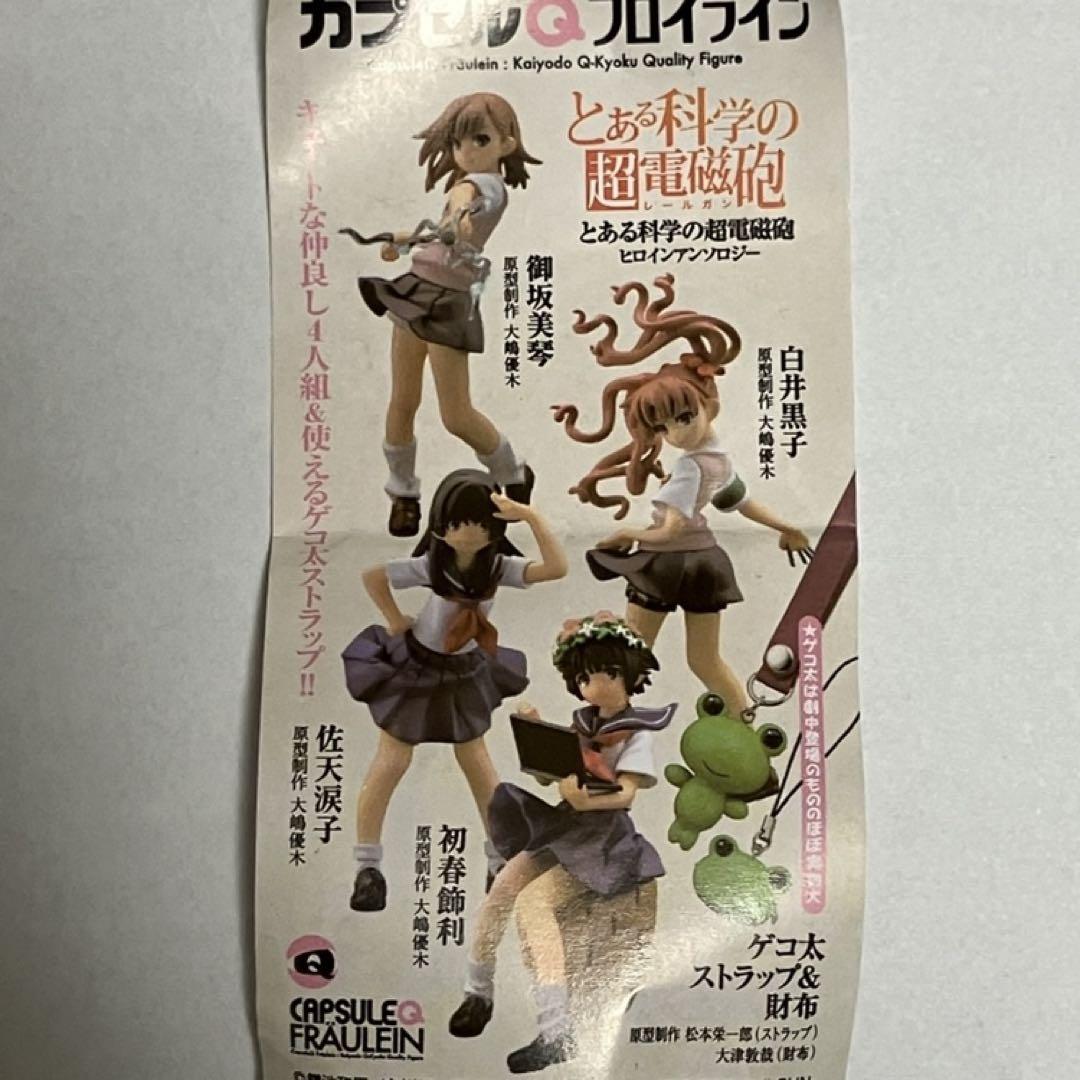 カプセルQフロイライン
Capsule Q Fräulein : Kaiyodo Q-Kyoku Quality Figure
キュートな仲良し4人組&使えるゲコ太ストラップ!!
とある科学の
超電磁砲
レールガン
とある科学の超電磁砲
ヒロインアンソロジー
御坂美琴
原型制作 大嶋優木
白井黒子
原型制作 大嶋優木
佐天涙子
原型制作 大嶋優木
初春飾利
原型制作 大嶋優木
★ゲコ太は劇中登場のもののほぼ実物大
ゲコ太
ストラップ&
財布
原型制作 松本栄一郎(ストラップ)
大津敦哉(財布)
Q
CAPSULEQ
FRÄULEIN